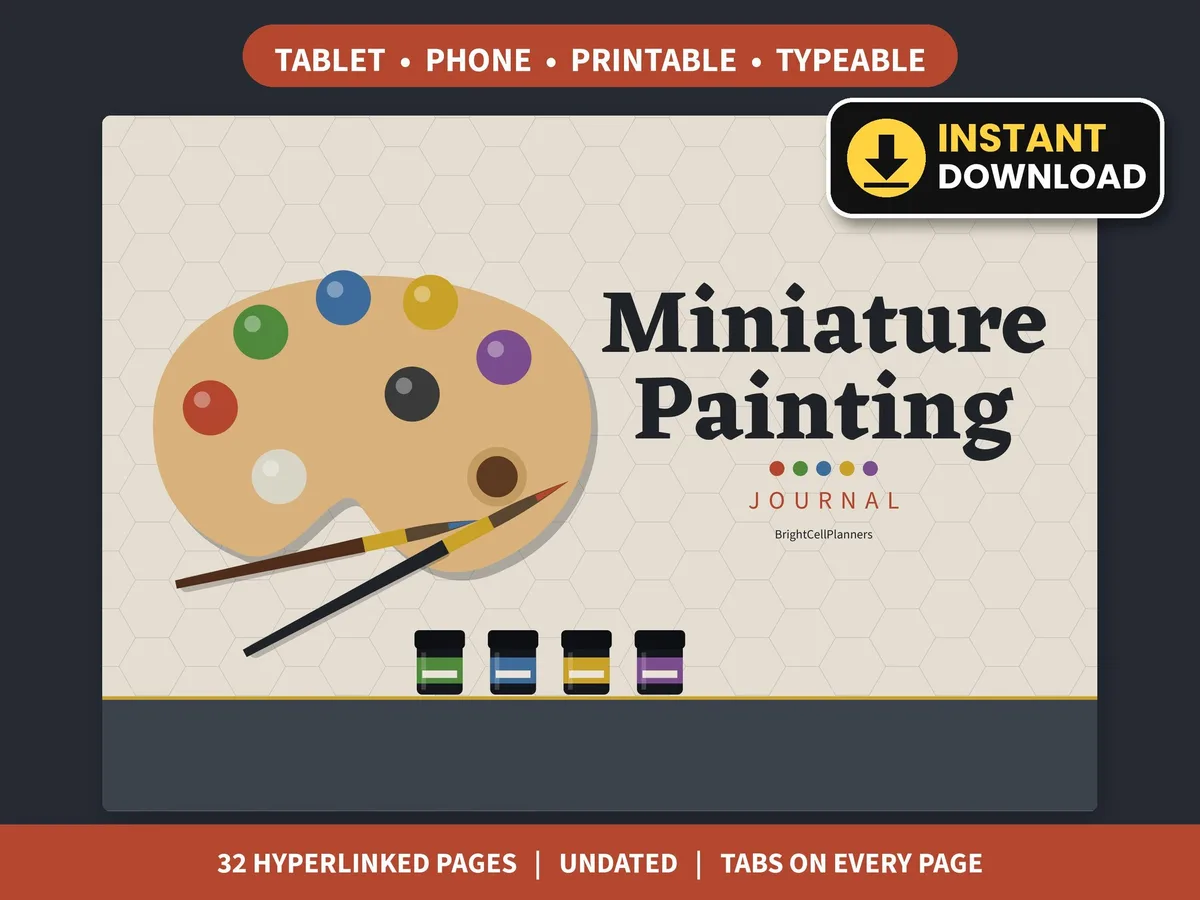 TABLET • PHONE • PRINTABLE • TYPEABLE
INSTANT
DOWNLOAD
Miniature
Painting
JOURNAL
BrightCellPlanners
32 HYPERLINKED PAGES | UNDATED | TABS ON EVERY PAGE